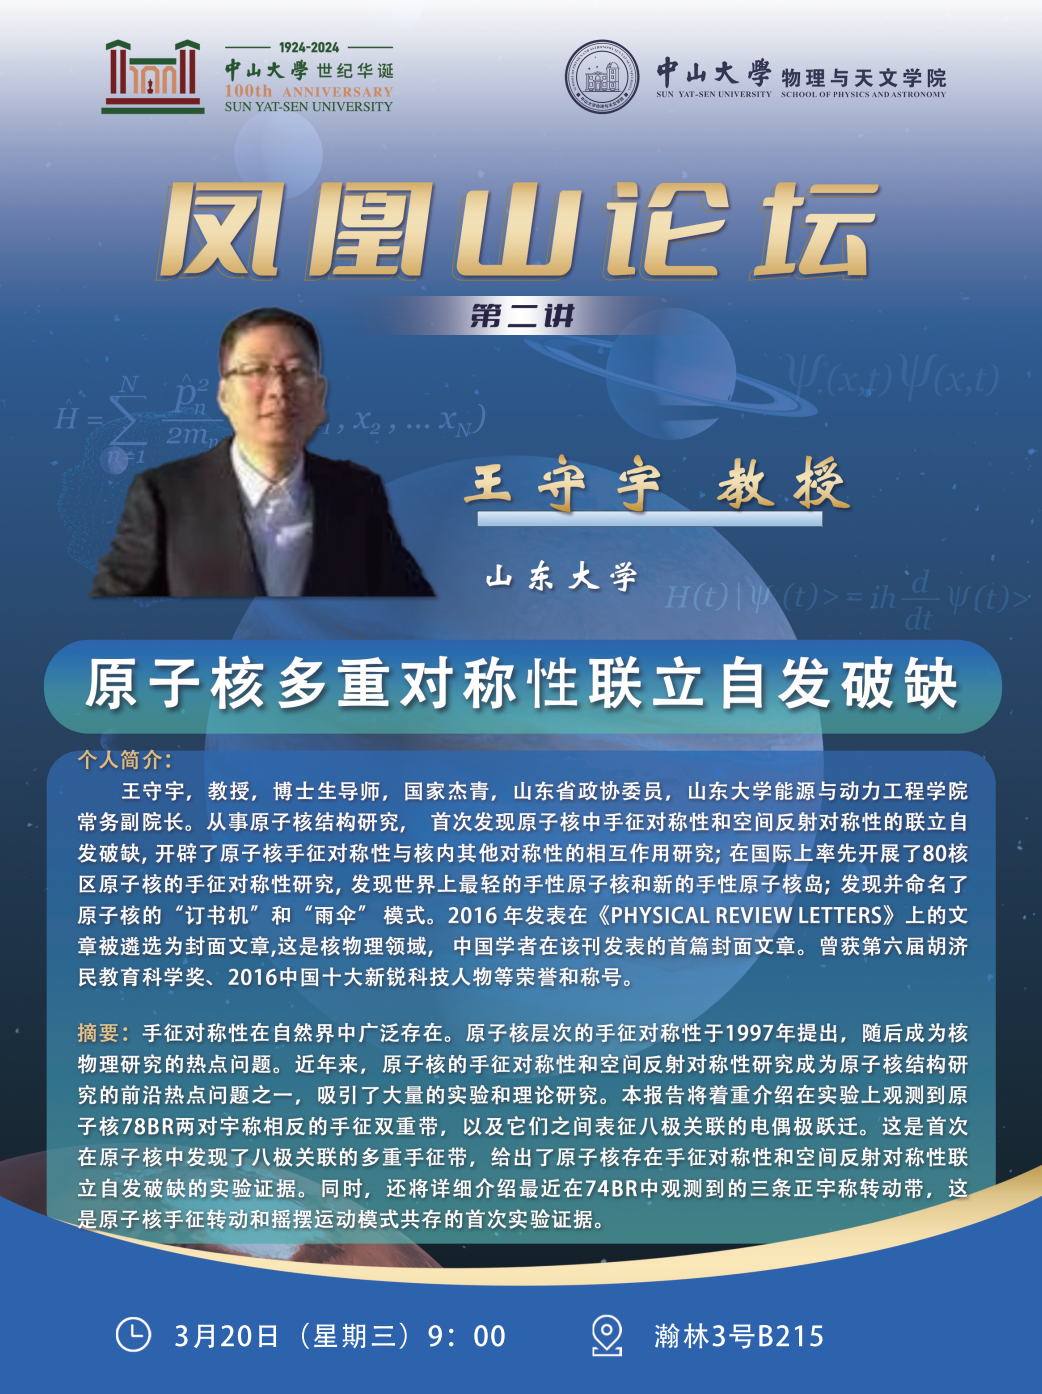 1924-2024
中山大學 世纪华诞
100th ANNIVERSARY
SUN YAT-SEN UNIVERSITY
中山大學 物理与天文学院
SUN YAT-SEN UNIVERSITY SCHOOL OF PHYSICS AND ASTRONOMY
凤凰山论坛
第二讲
王守宇 教授
山东大学
原子核多重对称性联立自发破缺
个人简介：
王守宇，教授，博士生导师，国家杰青，山东省政协委员，山东大学能源与动力工程学院
常务副院长。从事原子核结构研究， 首次发现原子核中手征对称性和空间反射对称性的联立自
发破缺, 开辟了原子核手征对称性与核内其他对称性的相互作用研究; 在国际上率先开展了80核
区原子核的手征对称性研究, 发现世界上最轻的手性原子核和新的手性原子核岛; 发现并命名了
原子核的“订书机”和“雨伞” 模式。2016 年发表在《PHYSICAL REVIEW LETTERS》上的文
章被遴选为封面文章,这是核物理领域， 中国学者在该刊发表的首篇封面文章。曾获第六届胡济
民教育科学奖、2016中国十大新锐科技人物等荣誉和称号。
摘要：手征对称性在自然界中广泛存在。原子核层次的手征对称性于1997年提出，随后成为核
物理研究的热点问题。近年来，原子核的手征对称性和空间反射对称性研究成为原子核结构研
究的前沿热点问题之一，吸引了大量的实验和理论研究。本报告将着重介绍在实验上观测到原
子核78BR两对宇称相反的手征双重带，以及它们之间表征八极关联的电偶极跃迁。这是首次
在原子核中发现了八极关联的多重手征带，给出了原子核存在手征对称性和空间反射对称性联
立自发破缺的实验证据。同时，还将详细介绍最近在74BR中观测到的三条正宇称转动带，这
是原子核手征转动和摇摆运动模式共存的首次实验证据。
3月20日（星期三）9：00
瀚林3号B215